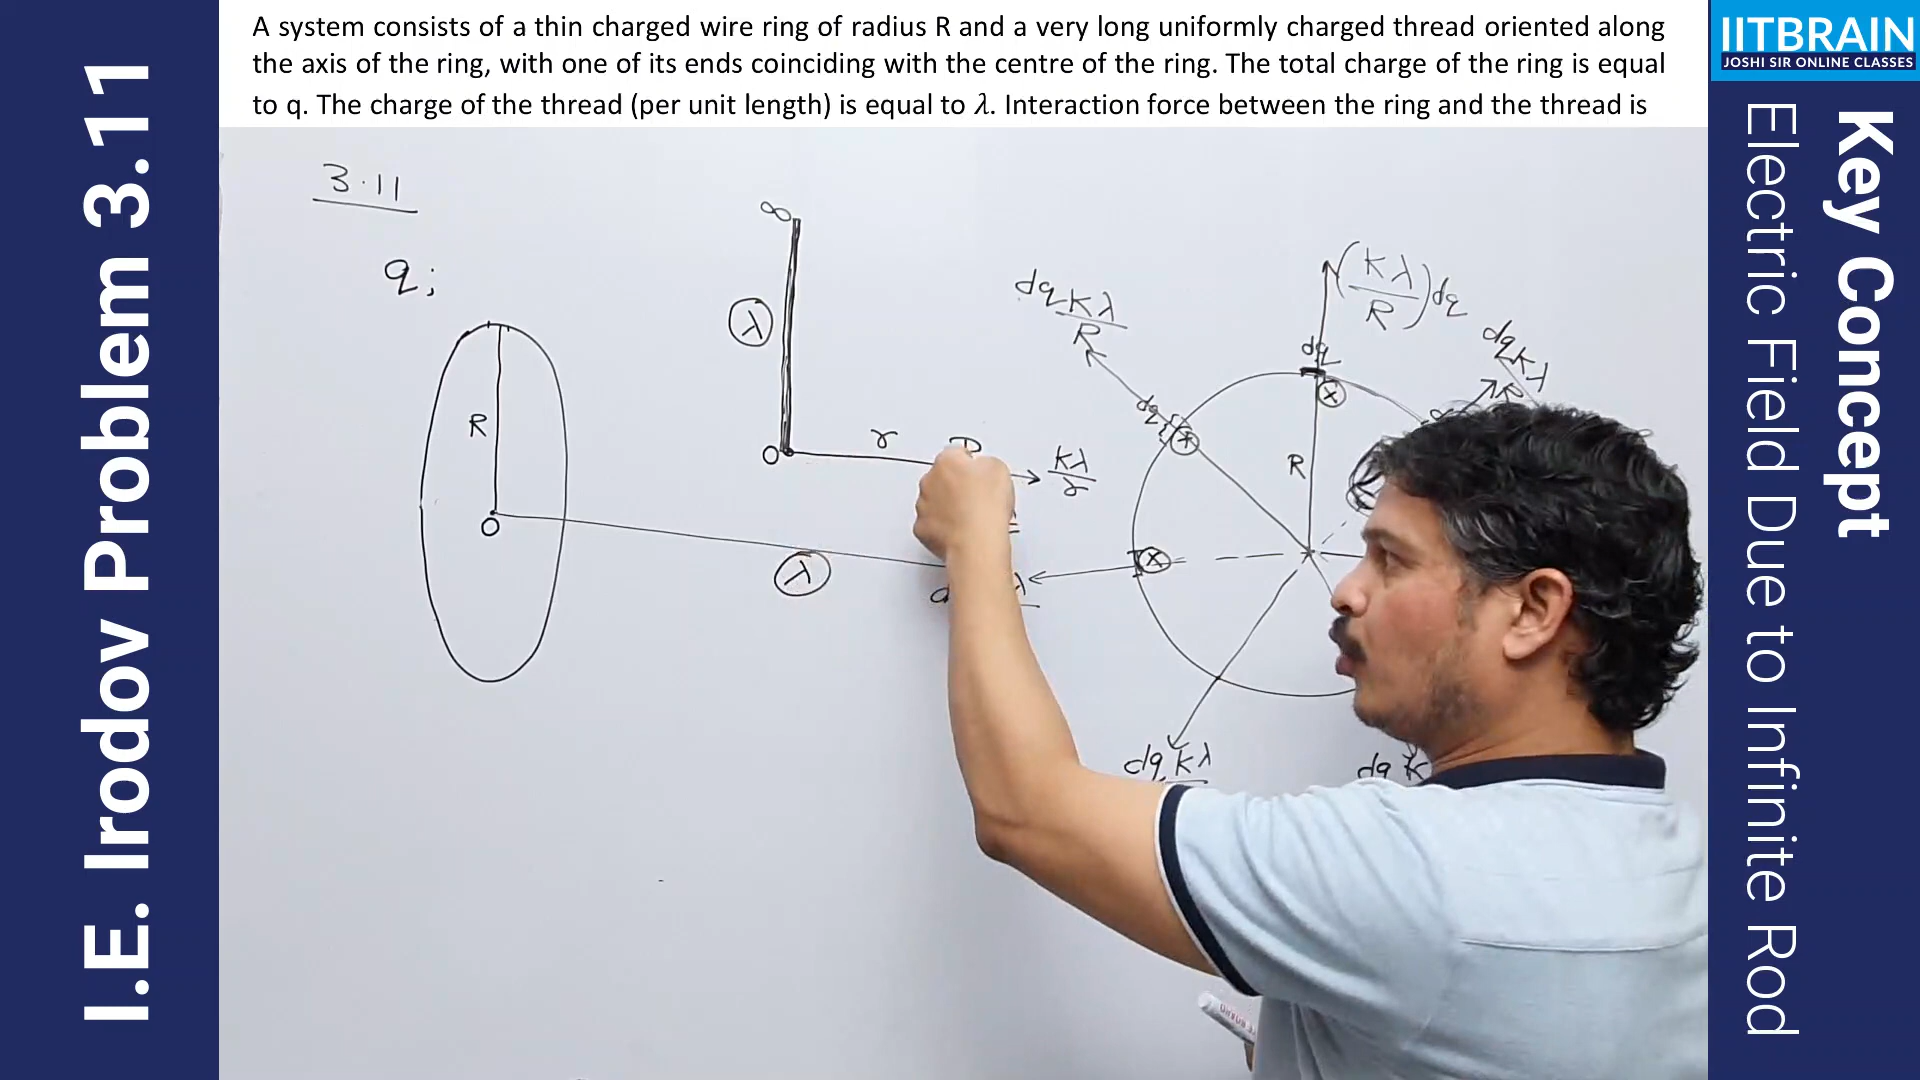 I.E. Irodov Problem 3.11
A system consists of a thin charged wire ring of radius R and a very long uniformly charged thread oriented along
the axis of the ring, with one of its ends coinciding with the centre of the ring. The total charge of the ring is equal
to q. The charge of the thread (per unit length) is equal to λ. Interaction force between the ring and the thread is
IITBRAIN
JOSHI SIR ONLINE CLASSES
Key Concept
Electric Field Due to Infinite Rod
3.11
q;
R
O
λ
∞
λ
O
r
Kλ/r
dq Kλ/R
dq
(Kλ/R)dq
dq
R
dq Kλ
dq Kλ
dq K